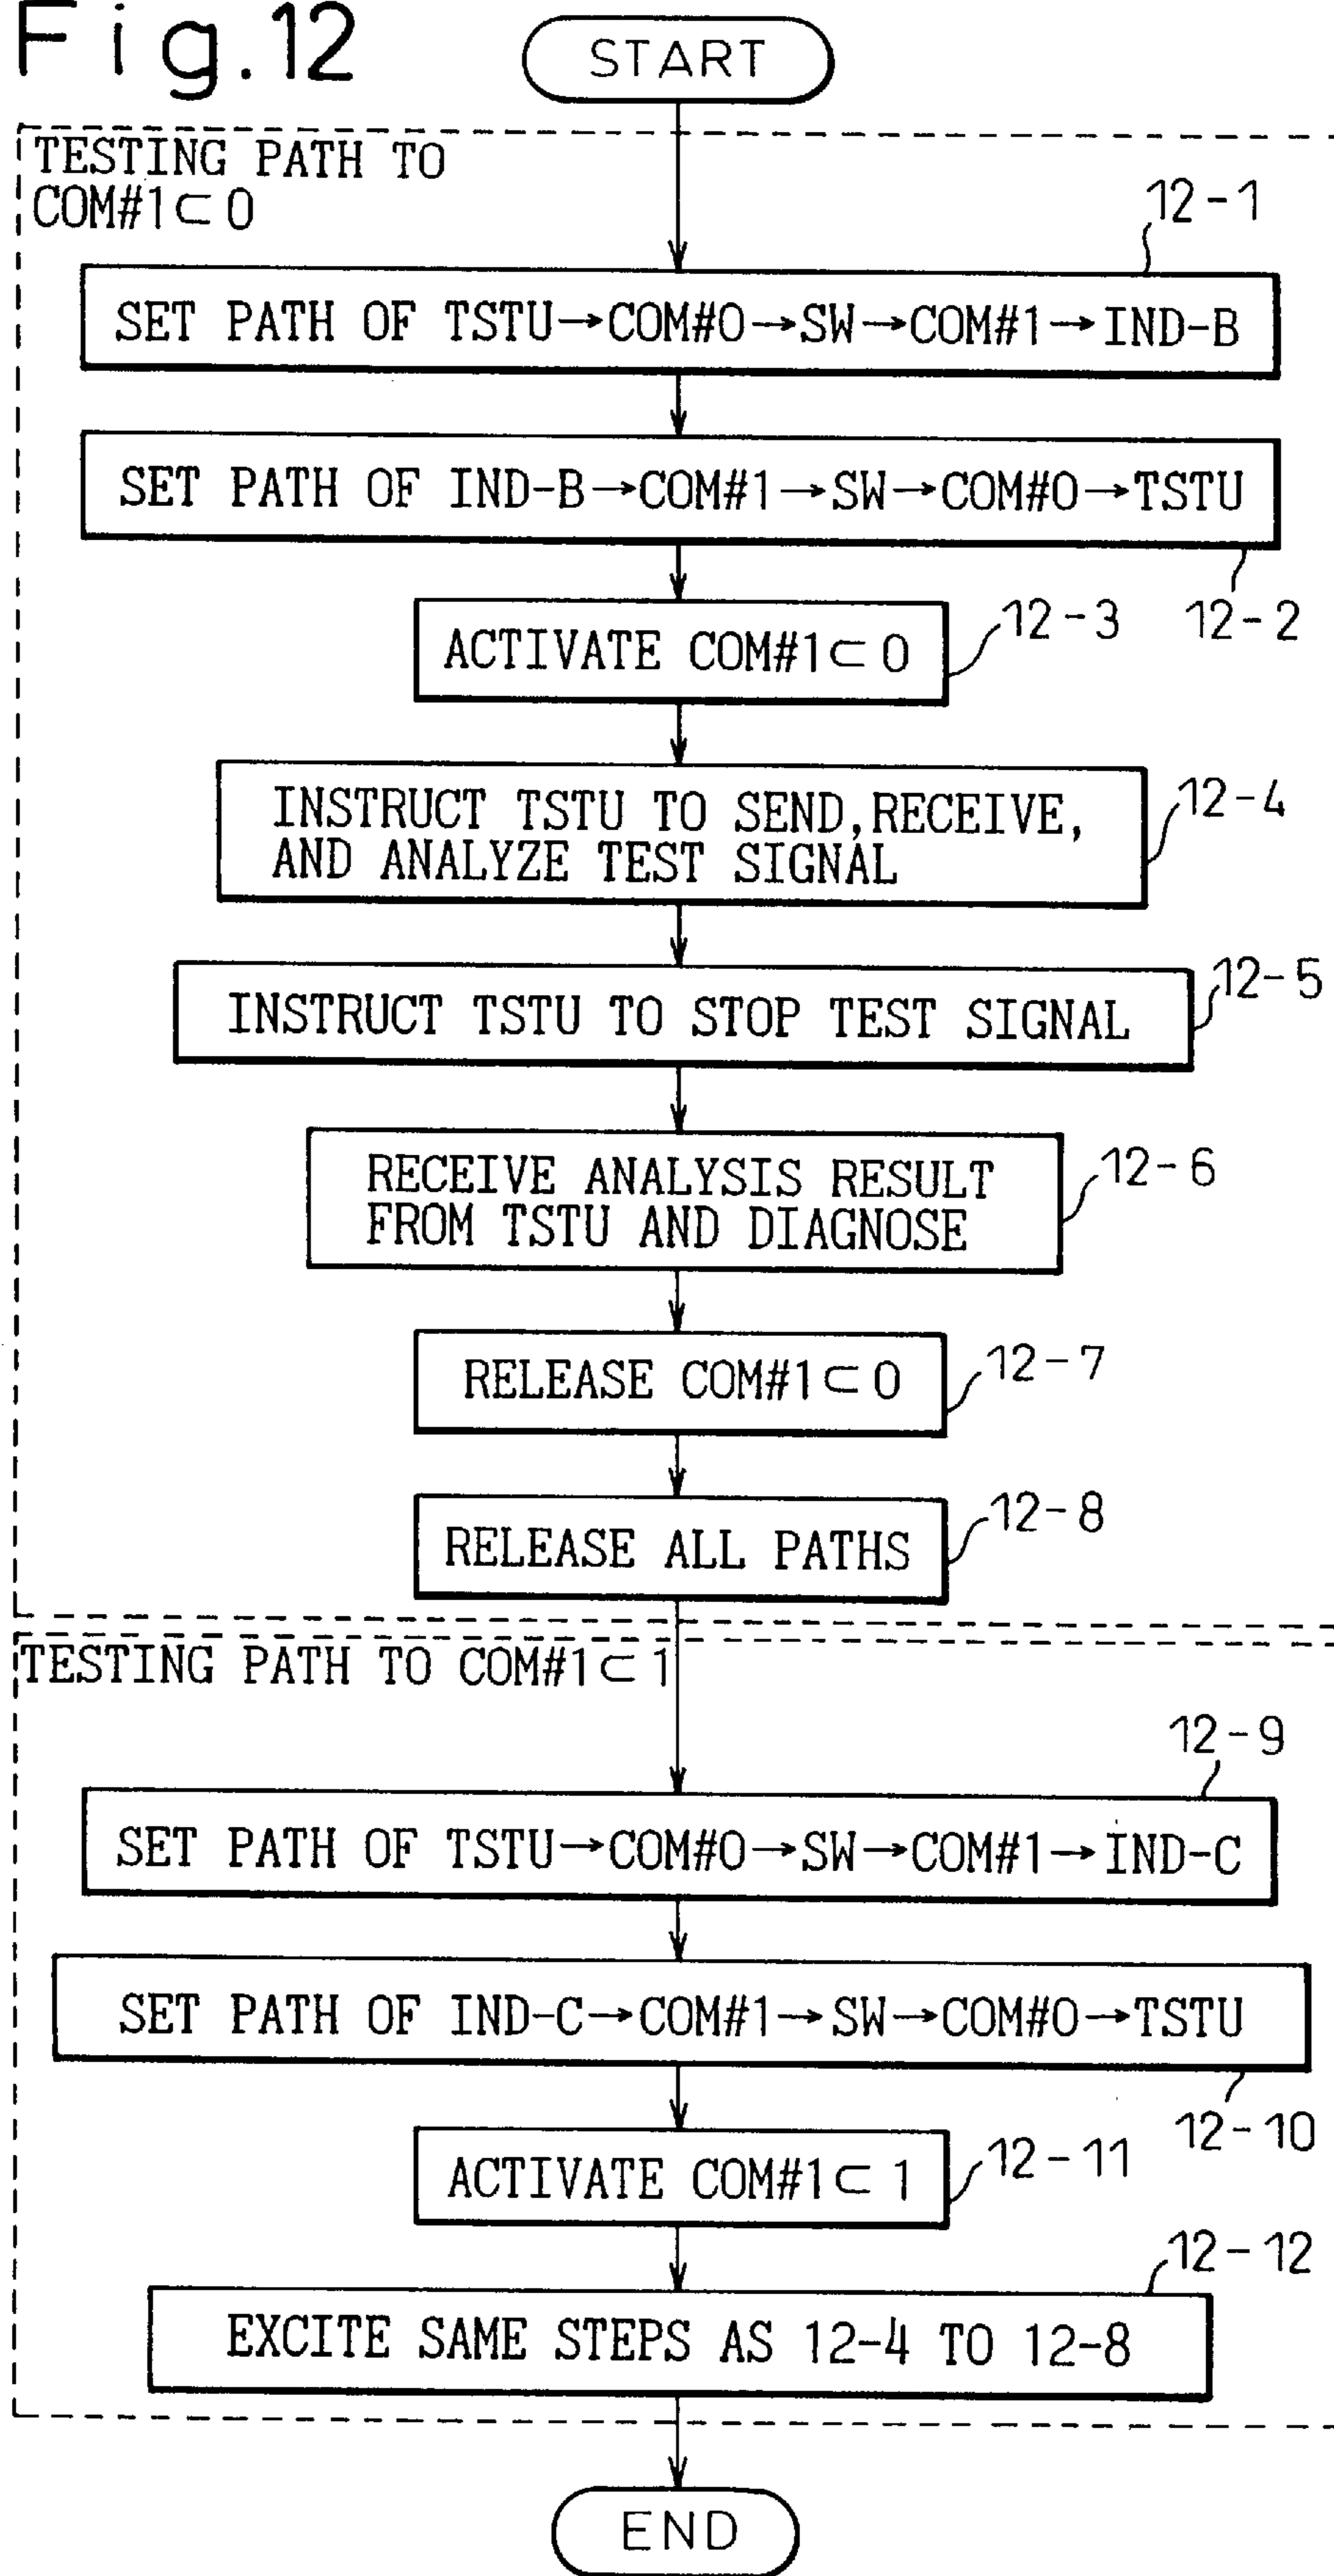 Fig.12
START
TESTING PATH TO
COM#1⊂0
12-1
SET PATH OF TSTU→COM#0→SW→COM#1→IND-B
SET PATH OF IND-B→COM#1→SW→COM#0→TSTU
12-2
ACTIVATE COM#1⊂0
12-3
INSTRUCT TSTU TO SEND,RECEIVE,
AND ANALYZE TEST SIGNAL
12-4
INSTRUCT TSTU TO STOP TEST SIGNAL
12-5
RECEIVE ANALYSIS RESULT
FROM TSTU AND DIAGNOSE
12-6
RELEASE COM#1⊂0
12-7
RELEASE ALL PATHS
12-8
TESTING PATH TO COM#1⊂1
12-9
SET PATH OF TSTU→COM#0→SW→COM#1→IND-C
SET PATH OF IND-C→COM#1→SW→COM#0→TSTU
12-10
ACTIVATE COM#1⊂1
12-11
12-12
EXCITE SAME STEPS AS 12-4 TO 12-8
END